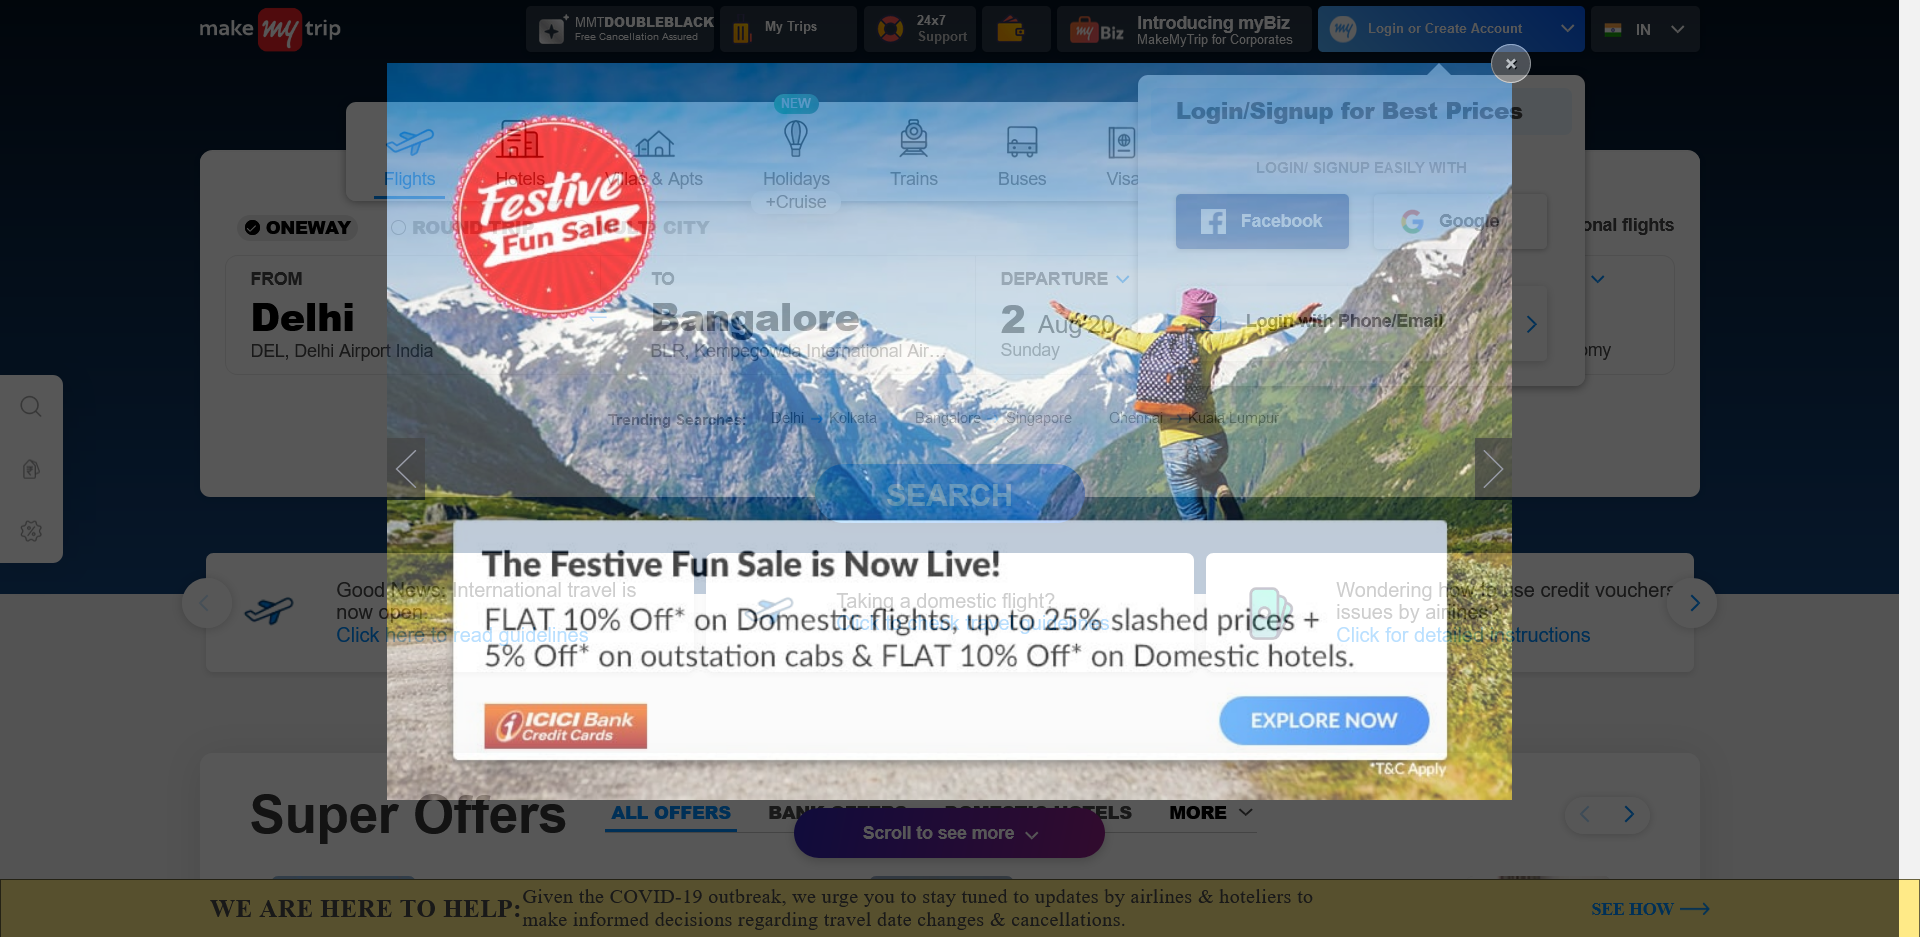 make my trip
MMTDOUBLEBLACK
Free Cancellation Assured
My Trips
24x7
Support
my Biz
Introducing myBiz
MakeMyTrip for Corporates
my
Login or Create Account
IN
×
NEW
Flights
Hotels
Villas & Apts
Holidays
+Cruise
Trains
Buses
Visa
Login/Signup for Best Prices
LOGIN/ SIGNUP EASILY WITH
Facebook
Google
Login with Phone/Email
Festive
Fun Sale
ONEWAY
ROUND TRIP
MULTI CITY
onal flights
FROM
Delhi
DEL, Delhi Airport India
TO
Bangalore
BLR, Kempegowda International Air...
DEPARTURE
2 Aug'20
Sunday
omy
Trending Searches:
Delhi → Kolkata
Bangalore → Singapore
Chennai → Kuala Lumpur
SEARCH
The Festive Fun Sale is Now Live!
FLAT 10% Off* on Domestic flights, up to 25% slashed prices +
5% Off* on outstation cabs & FLAT 10% Off* on Domestic hotels.
ICICI Bank
Credit Cards
EXPLORE NOW
*T&C Apply
Good News: International travel is
now open.
Click here to read guidelines
Taking a domestic flight?
Click to check travel guidelines
Wondering how to use credit vouchers
issues by airlines
Click for detailed instructions
Super Offers
ALL OFFERS
BANK OFFERS
DOMESTIC HOTELS
MORE
Scroll to see more
WE ARE HERE TO HELP:
Given the COVID-19 outbreak, we urge you to stay tuned to updates by airlines & hoteliers to
make informed decisions regarding travel date changes & cancellations.
SEE HOW